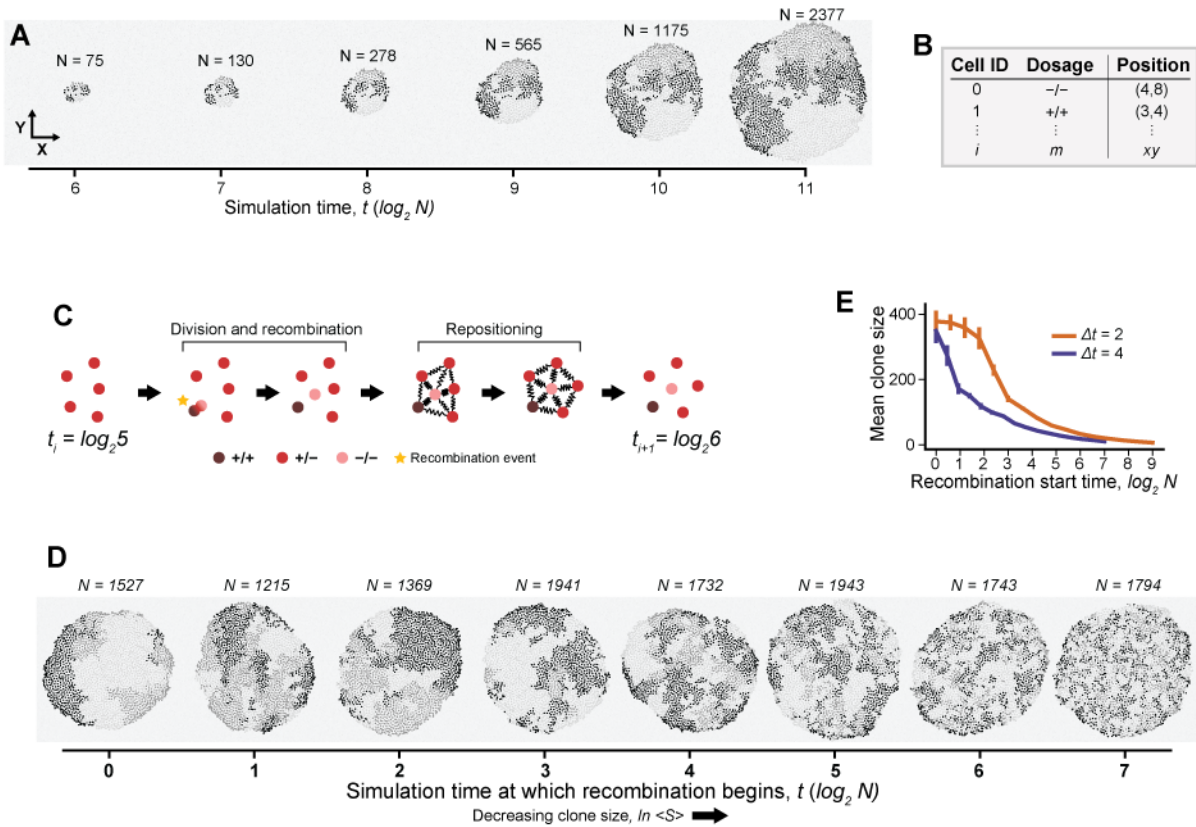 A
N = 75
N = 130
N = 278
N = 565
N = 1175
N = 2377
Y
X
6 7 8 9 10 11
Simulation time, t (log₂ N)
B
Cell ID Dosage Position
0 −/− (4,8)
1 +/+ (3,4)
⋮ ⋮ ⋮
i m xy
C
Division and recombination
Repositioning
tᵢ = log₂5
tᵢ₊₁ = log₂6
+/+ +/− −/− Recombination event
E
Mean clone size
400
200
0
Δt = 2
Δt = 4
0 1 2 3 4 5 6 7 8 9
Recombination start time, log₂ N
D
N = 1527 N = 1215 N = 1369 N = 1941 N = 1732 N = 1943 N = 1743 N = 1794
0 1 2 3 4 5 6 7
Simulation time at which recombination begins, t (log₂ N)
Decreasing clone size, ln <S>